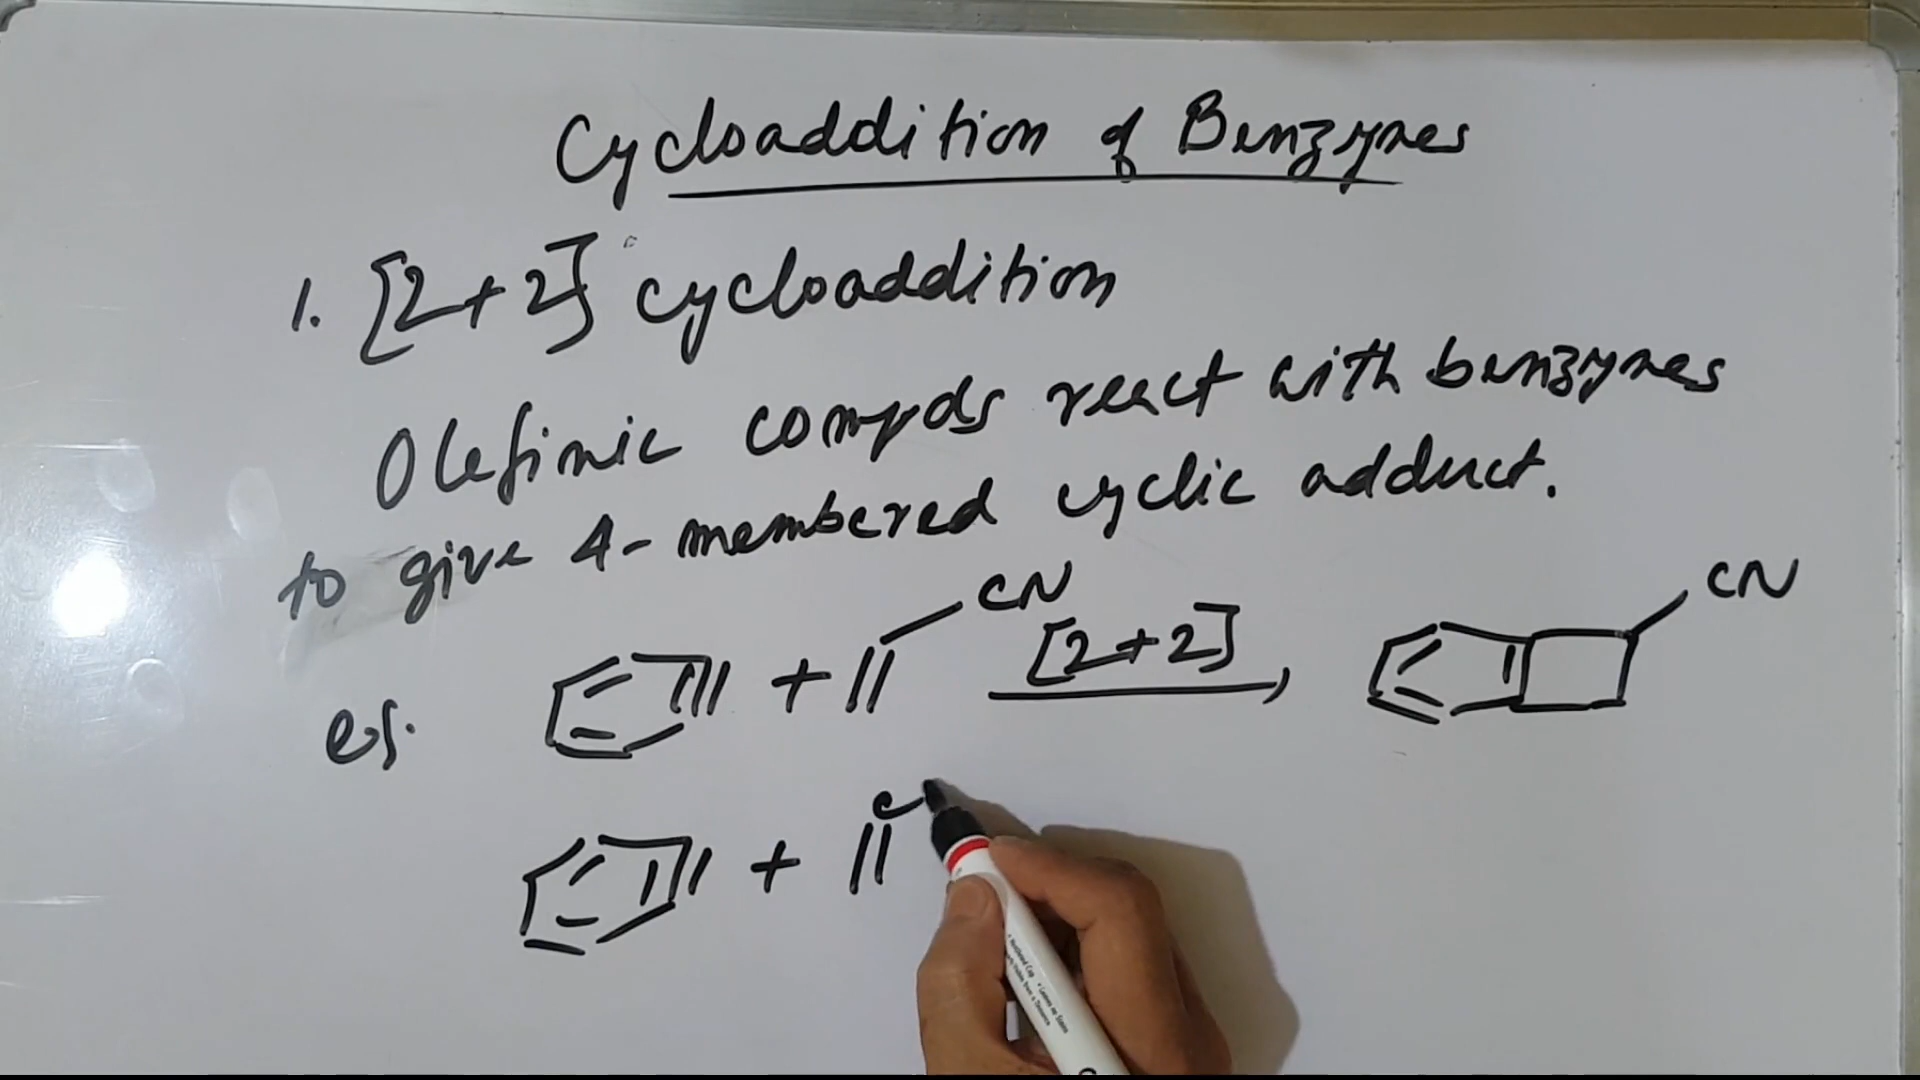 Cycloaddition of Benzynes
1. [2+2] cycloaddition
Olefinic compds react with benzynes
to give 4-membered cyclic adduct.
eg. + CN [2+2] CN
+ C